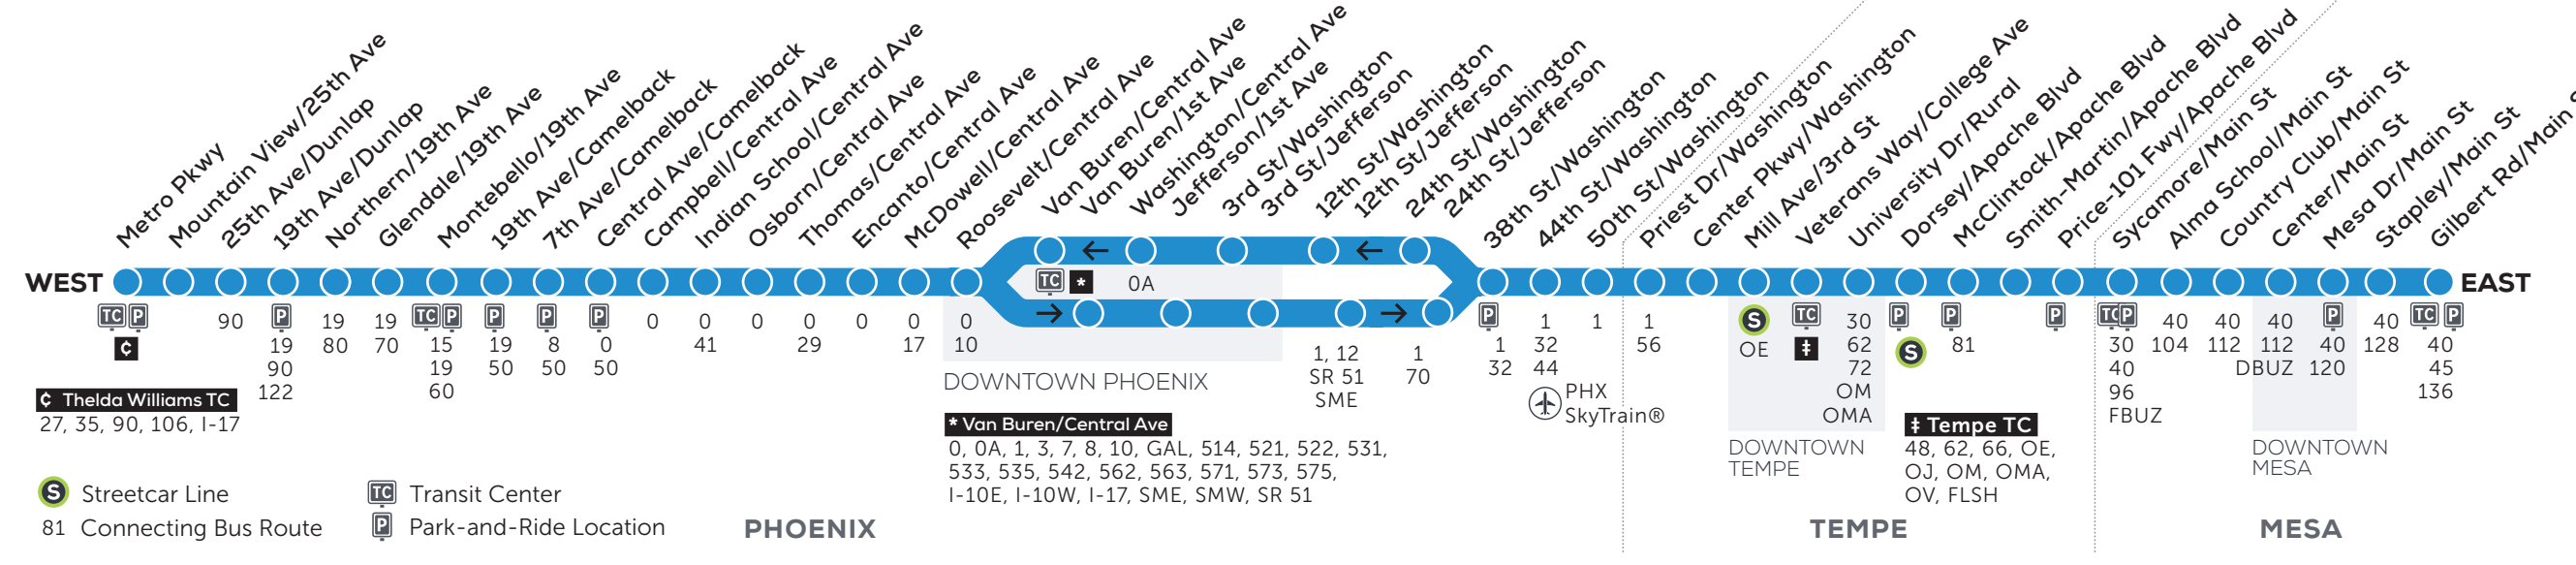 Metro Pkwy
Mountain View/25th Ave
25th Ave/Dunlap
19th Ave/Dunlap
Northern/19th Ave
Glendale/19th Ave
Montebello/19th Ave
19th Ave/Camelback
7th Ave/Camelback
Central Ave/Camelback
Campbell/Central Ave
Indian School/Central Ave
Osborn/Central Ave
Thomas/Central Ave
Encanto/Central Ave
McDowell/Central Ave
Roosevelt/Central Ave
Van Buren/Central Ave
Van Buren/1st Ave
Washington/Central Ave
Jefferson/1st Ave
3rd St/Washington
3rd St/Jefferson
12th St/Washington
12th St/Jefferson
24th St/Washington
24th St/Jefferson
38th St/Washington
44th St/Washington
50th St/Washington
Priest Dr/Washington
Center Pkwy/Washington
Mill Ave/3rd St
Veterans Way/College Ave
University Dr/Rural
Dorsey/Apache Blvd
McClintock/Apache Blvd
Smith-Martin/Apache Blvd
Price-101 Fwy/Apache Blvd
Sycamore/Main St
Alma School/Main St
Country Club/Main St
Center/Main St
Mesa Dr/Main St
Stapley/Main St
Gilbert Rd/Main S
WEST
EAST
TC P
¢
90
P
19
90
122
19
80
19
70
TC P
15
19
60
P
19
50
P
8
50
P
0
50
0
0
41
0
0
29
0
0
17
0
10
TC *
0A
1, 12
SR 51
SME
1
70
P
1
32
1
32
44
PHX
SkyTrain®
1
1
56
S
OE
TC
‡
30
62
72
OM
OMA
P
S
P
81
P
TC P
30
40
96
FBUZ
40
104
40
112
40
112
DBUZ
P
40
120
40
128
TC P
40
45
136
DOWNTOWN PHOENIX
DOWNTOWN
TEMPE
DOWNTOWN
MESA
¢ Thelda Williams TC
27, 35, 90, 106, I-17
* Van Buren/Central Ave
0, 0A, 1, 3, 7, 8, 10, GAL, 514, 521, 522, 531,
533, 535, 542, 562, 563, 571, 573, 575,
I-10E, I-10W, I-17, SME, SMW, SR 51
‡ Tempe TC
48, 62, 66, OE,
OJ, OM, OMA,
OV, FLSH
S Streetcar Line
81 Connecting Bus Route
TC Transit Center
P Park-and-Ride Location
PHOENIX
TEMPE
MESA